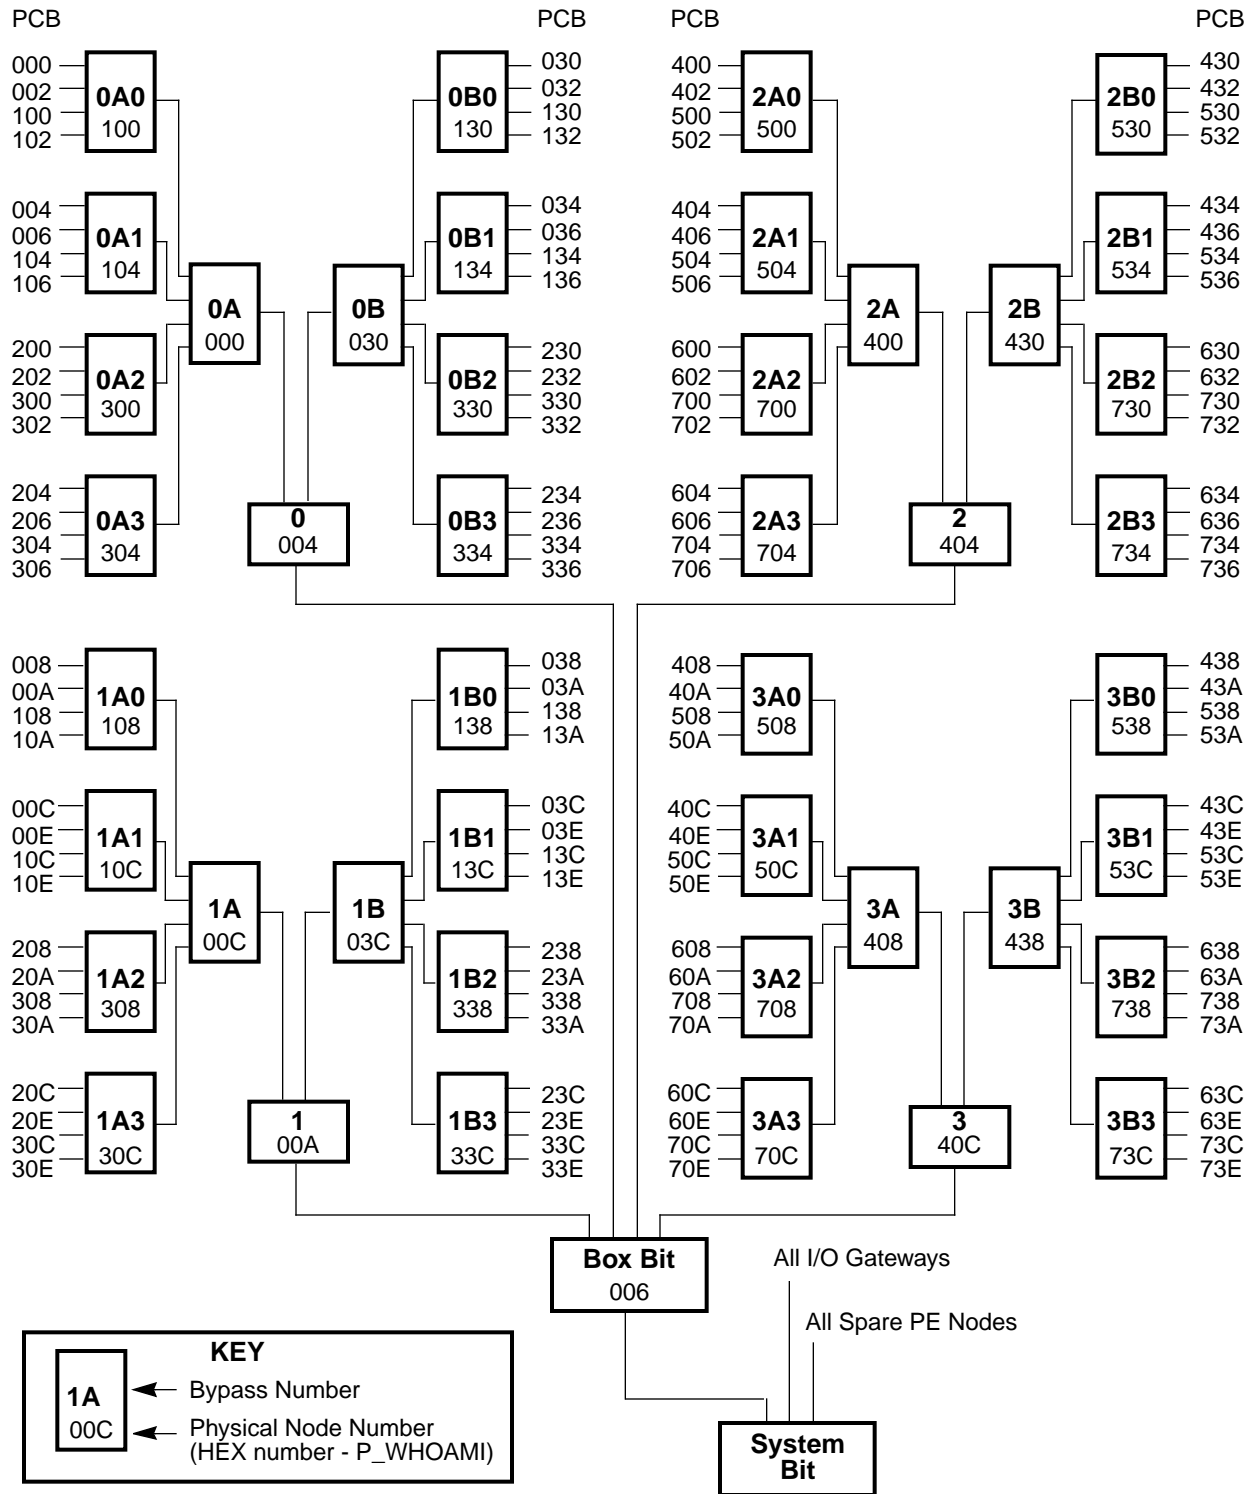 PCB PCB PCB PCB
000
002
100
102
0A0
100
0B0
130
030
032
130
132
400
402
500
502
2A0
500
2B0
530
430
432
530
532
004
006
104
106
0A1
104
0B1
134
034
036
134
136
404
406
504
506
2A1
504
2B1
534
434
436
534
536
0A
000
0B
030
2A
400
2B
430
200
202
300
302
0A2
300
0B2
330
230
232
330
332
600
602
700
702
2A2
700
2B2
730
630
632
730
732
204
206
304
306
0A3
304
0
004
0B3
334
234
236
334
336
604
606
704
706
2A3
704
2
404
2B3
734
634
636
734
736
008
00A
108
10A
1A0
108
1B0
138
038
03A
138
13A
408
40A
508
50A
3A0
508
3B0
538
438
43A
538
53A
00C
00E
10C
10E
1A1
10C
1B1
13C
03C
03E
13C
13E
40C
40E
50C
50E
3A1
50C
3B1
53C
43C
43E
53C
53E
1A
00C
1B
03C
3A
408
3B
438
208
20A
308
30A
1A2
308
1B2
338
238
23A
338
33A
608
60A
708
70A
3A2
708
3B2
738
638
63A
738
73A
20C
20E
30C
30E
1A3
30C
1
00A
1B3
33C
23C
23E
33C
33E
60C
60E
70C
70E
3A3
70C
3
40C
3B3
73C
63C
63E
73C
73E
Box Bit
006
All I/O Gateways
All Spare PE Nodes
System
Bit
KEY
1A
00C
Bypass Number
Physical Node Number
(HEX number - P_WHOAMI)